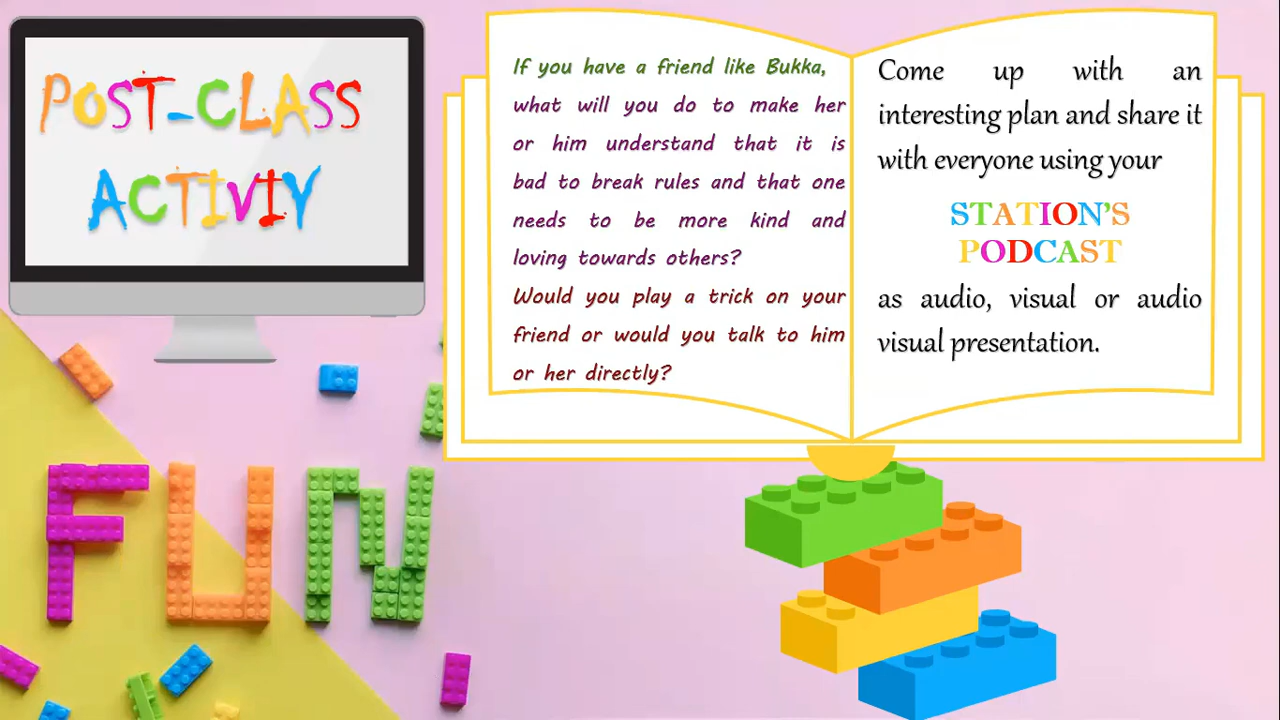 POST-CLASS
ACTIVIY
If you have a friend like Bukka,
what will you do to make her
or him understand that it is
bad to break rules and that one
needs to be more kind and
loving towards others?
Would you play a trick on your
friend or would you talk to him
or her directly?
Come up with an
interesting plan and share it
with everyone using your
STATION'S
PODCAST
as audio, visual or audio
visual presentation.
FUN